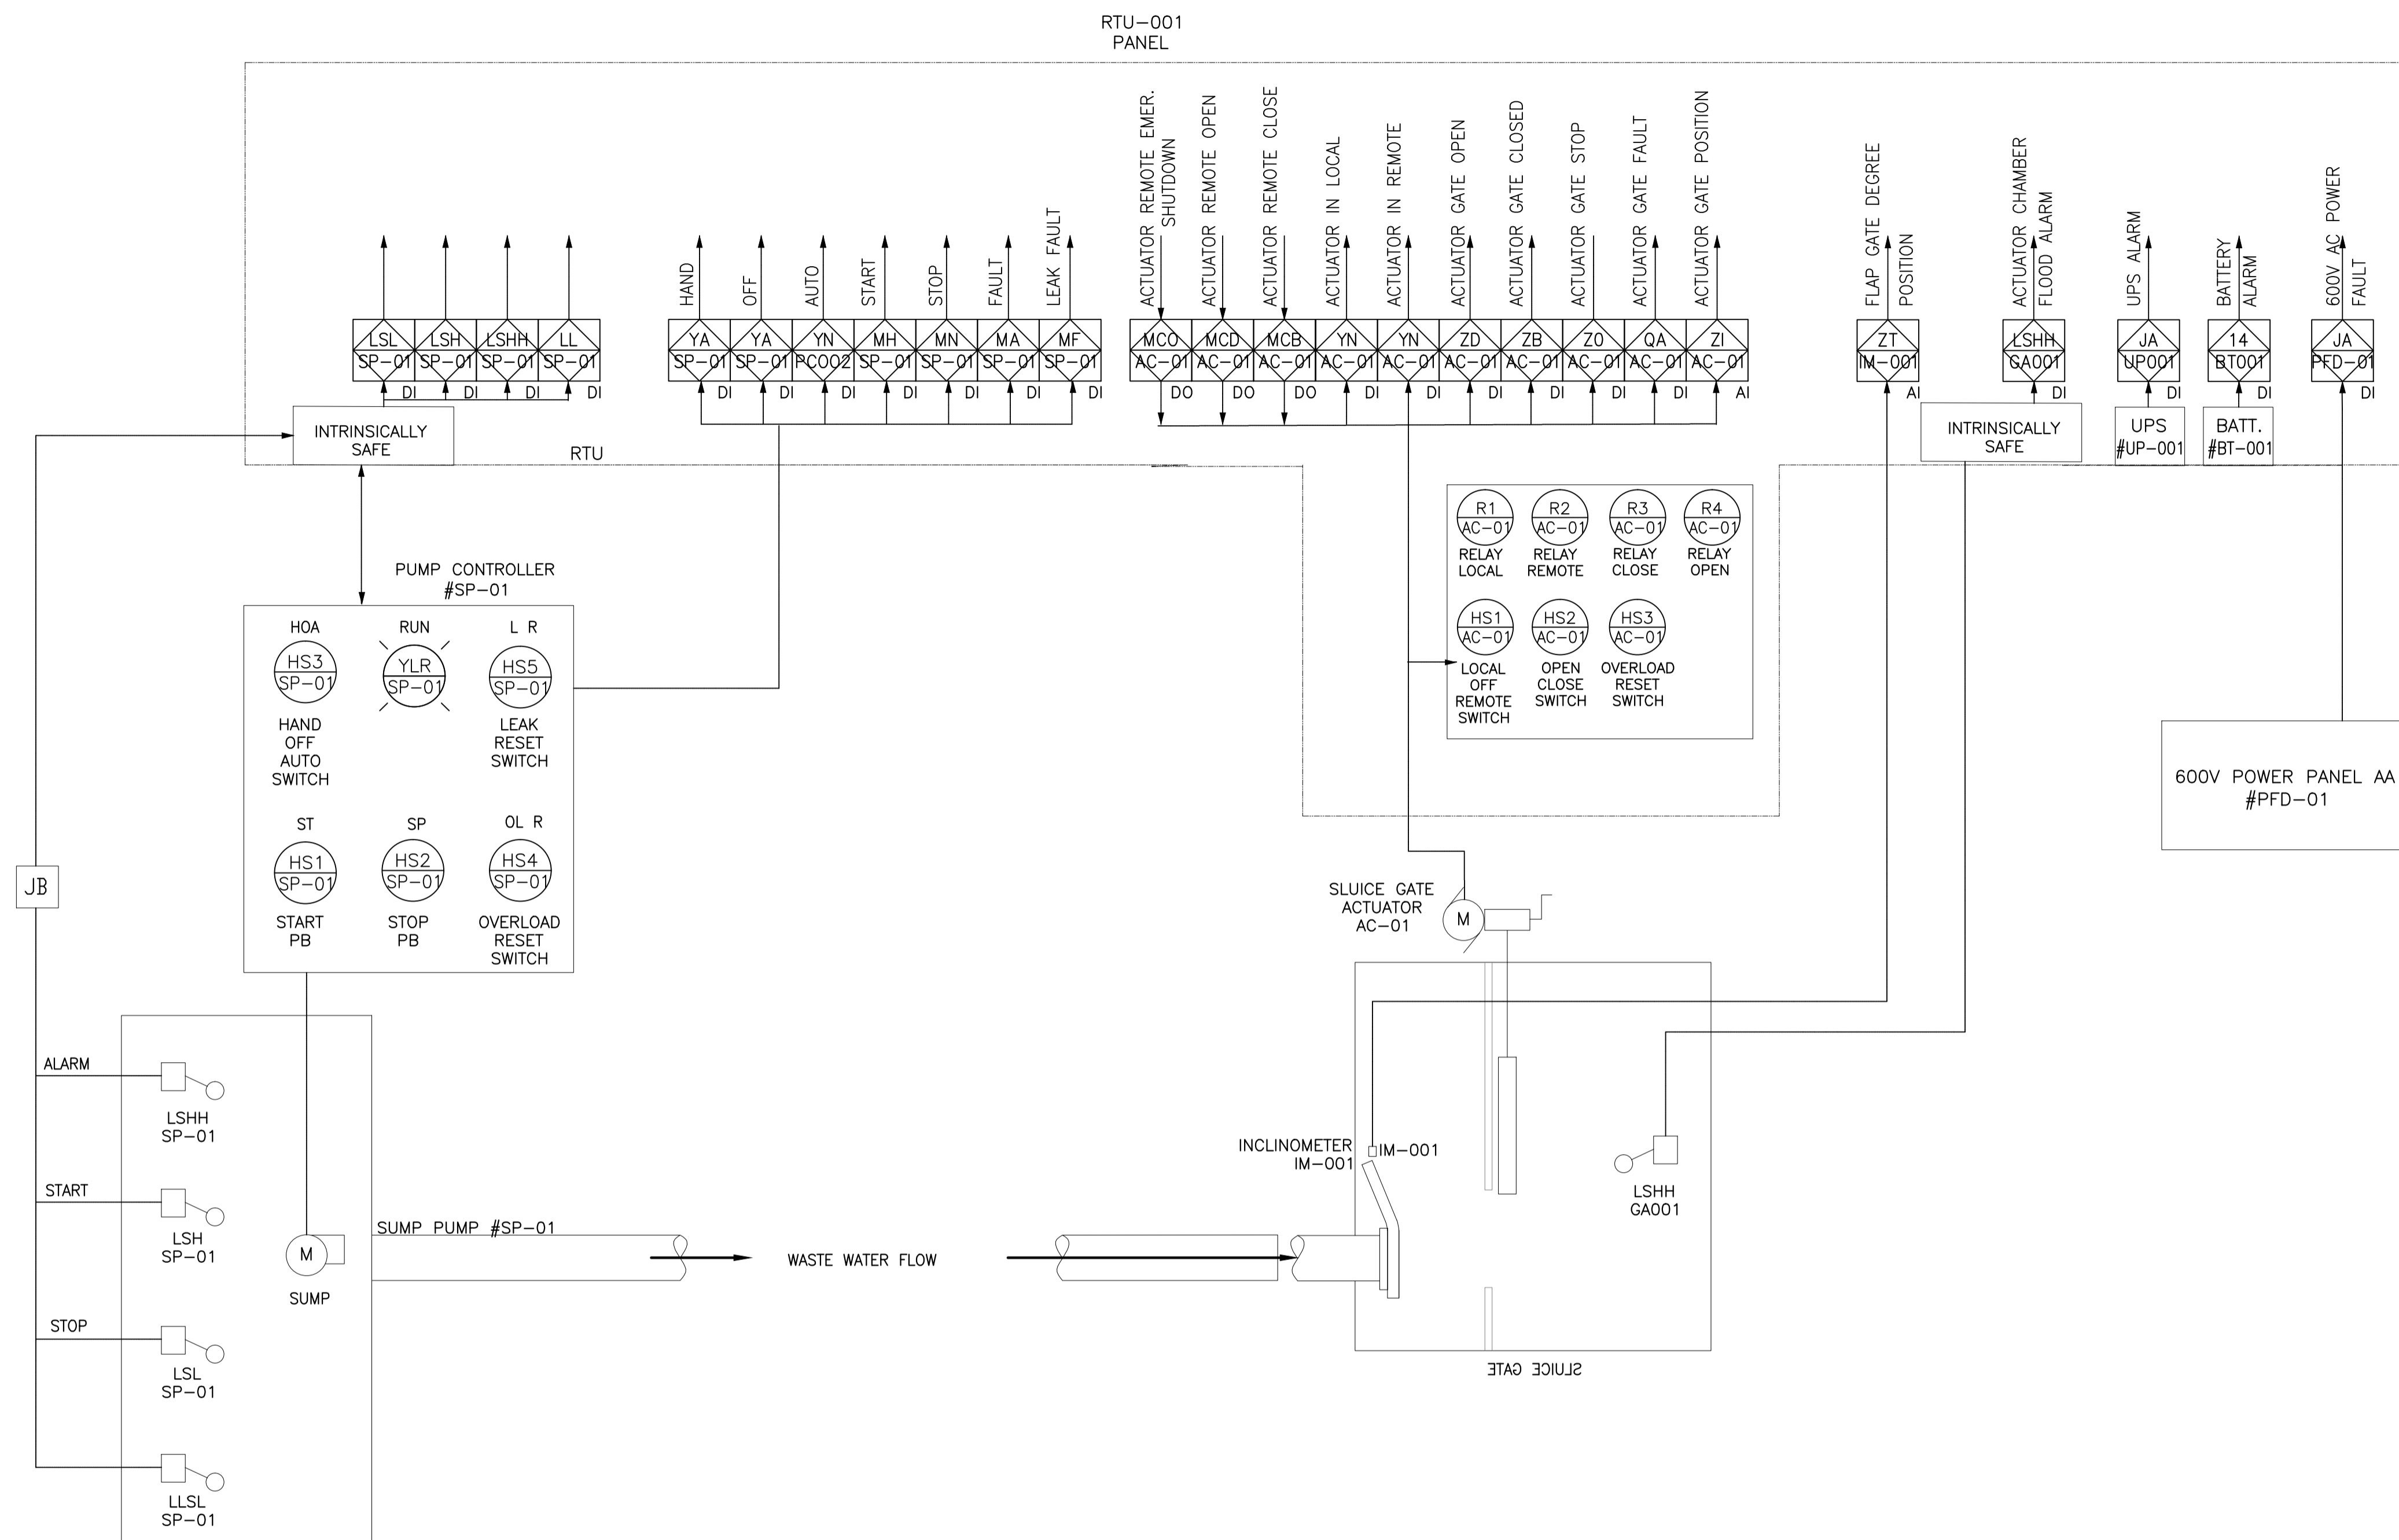 RTU-001
PANEL
HAND
OFF
AUTO
START
STOP
FAULT
LEAK FAULT
ACTUATOR REMOTE EMER.
SHUTDOWN
ACTUATOR REMOTE OPEN
ACTUATOR REMOTE CLOSE
ACTUATOR IN LOCAL
ACTUATOR IN REMOTE
ACTUATOR GATE OPEN
ACTUATOR GATE CLOSED
ACTUATOR GATE STOP
ACTUATOR GATE FAULT
ACTUATOR GATE POSITION
FLAP GATE DEGREE
POSITION
ACTUATOR CHAMBER
FLOOD ALARM
UPS ALARM
BATTERY
ALARM
600V AC POWER
FAULT
LSL LSH LSHH LL
SP-01 SP-01 SP-01 SP-01
DI DI DI DI
YA YA YN MH MN MA MF
SP-01 SP-01 PC002 SP-01 SP-01 SP-01 SP-01
DI DI DI DI DI DI DI
MCO MCD MCB YN YN ZD ZB ZO QA ZI
AC-01 AC-01 AC-01 AC-01 AC-01 AC-01 AC-01 AC-01 AC-01 AC-01
DO DO DO DI DI DI DI DI DI AI
ZT
IM-001
AI
LSHH
GA001
DI
JA
UP001
DI
14
BT001
DI
JA
PFD-01
DI
INTRINSICALLY
SAFE
RTU
INTRINSICALLY
SAFE
UPS
#UP-001
BATT.
#BT-001
R1
AC-01
RELAY
LOCAL
R2
AC-01
RELAY
REMOTE
R3
AC-01
RELAY
CLOSE
R4
AC-01
RELAY
OPEN
HS1
AC-01
LOCAL
OFF
REMOTE
SWITCH
HS2
AC-01
OPEN
CLOSE
SWITCH
HS3
AC-01
OVERLOAD
RESET
SWITCH
PUMP CONTROLLER
#SP-01
HOA
HS3
SP-01
HAND
OFF
AUTO
SWITCH
RUN
YLR
SP-01
L R
HS5
SP-01
LEAK
RESET
SWITCH
ST
HS1
SP-01
START
PB
SP
HS2
SP-01
STOP
PB
OL R
HS4
SP-01
OVERLOAD
RESET
SWITCH
600V POWER PANEL AA
#PFD-01
JB
SLUICE GATE
ACTUATOR
AC-01
M
ALARM
LSHH
SP-01
START
LSH
SP-01
STOP
LSL
SP-01
LLSL
SP-01
M
SUMP
SUMP PUMP #SP-01
WASTE WATER FLOW
INCLINOMETER
IM-001
IM-001
LSHH
GA001
SLUICE GATE